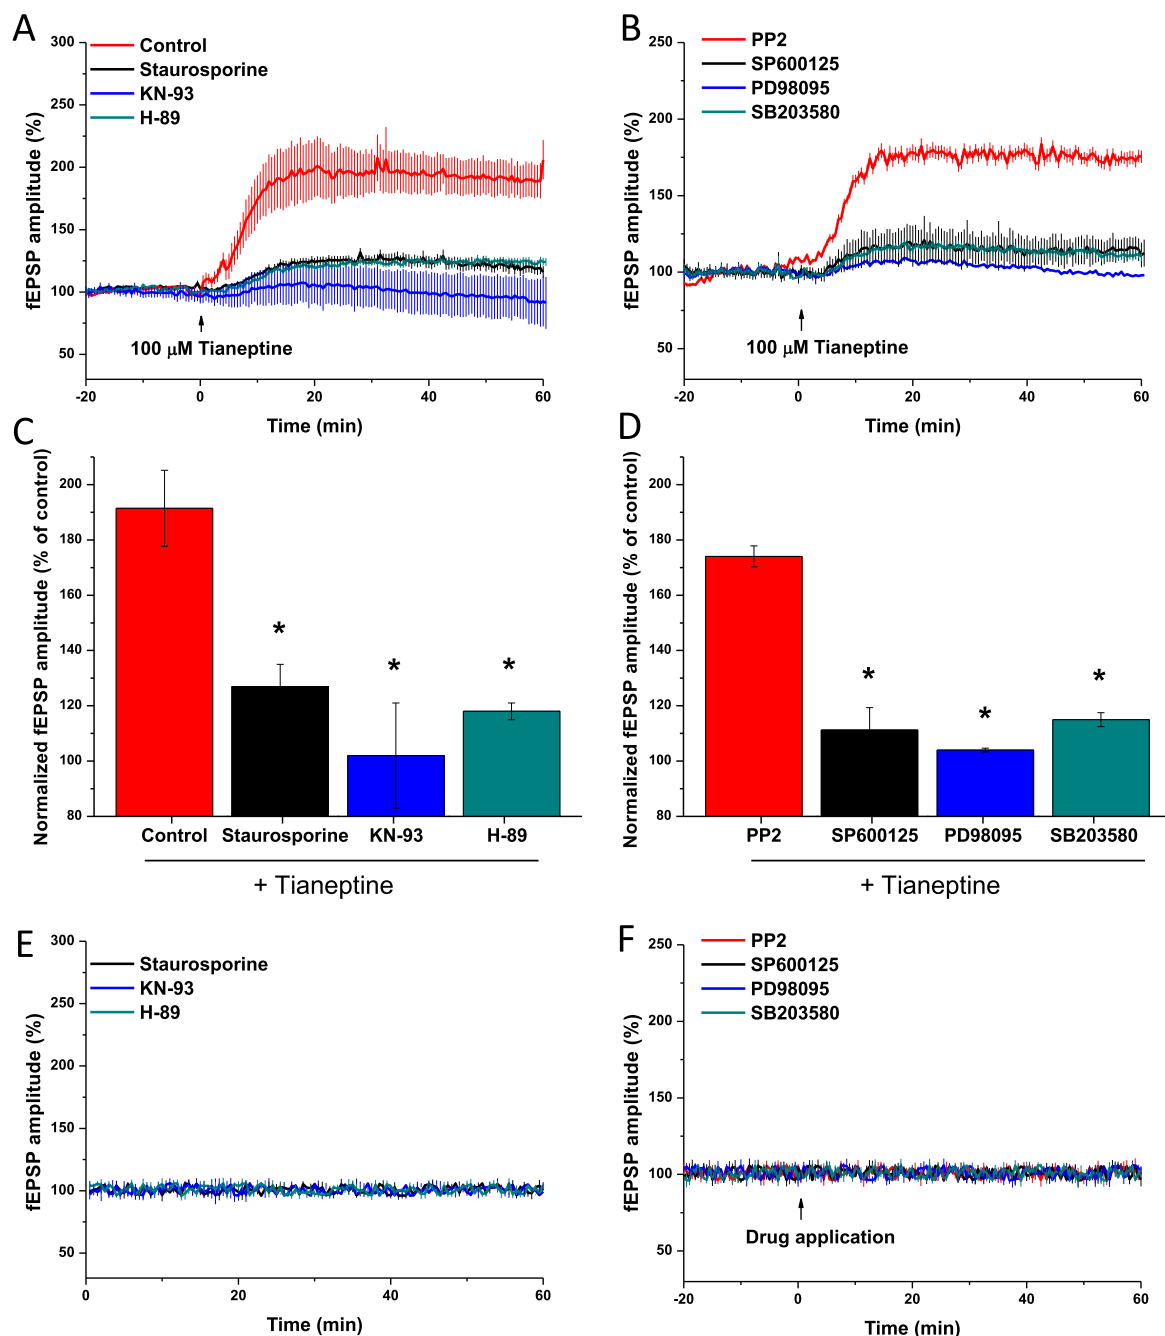 A
Control
Staurosporine
KN-93
H-89
fEPSP amplitude (%)
300
250
200
150
100
50
100 μM Tianeptine
-20 0 20 40 60
Time (min)
B
PP2
SP600125
PD98095
SB203580
fEPSP amplitude (%)
250
200
150
100
50
100 μM Tianeptine
-20 0 20 40 60
Time (min)
C
Normalized fEPSP amplitude (% of control)
200
180
160
140
120
100
80
* * *
Control Staurosporine KN-93 H-89
+ Tianeptine
D
Normalized fEPSP amplitude (% of control)
200
180
160
140
120
100
80
* * *
PP2 SP600125 PD98095 SB203580
+ Tianeptine
E
Staurosporine
KN-93
H-89
fEPSP amplitude (%)
300
250
200
150
100
50
0 20 40 60
Time (min)
F
PP2
SP600125
PD98095
SB203580
fEPSP amplitude (%)
250
200
150
100
50
Drug application
-20 0 20 40 60
Time (min)